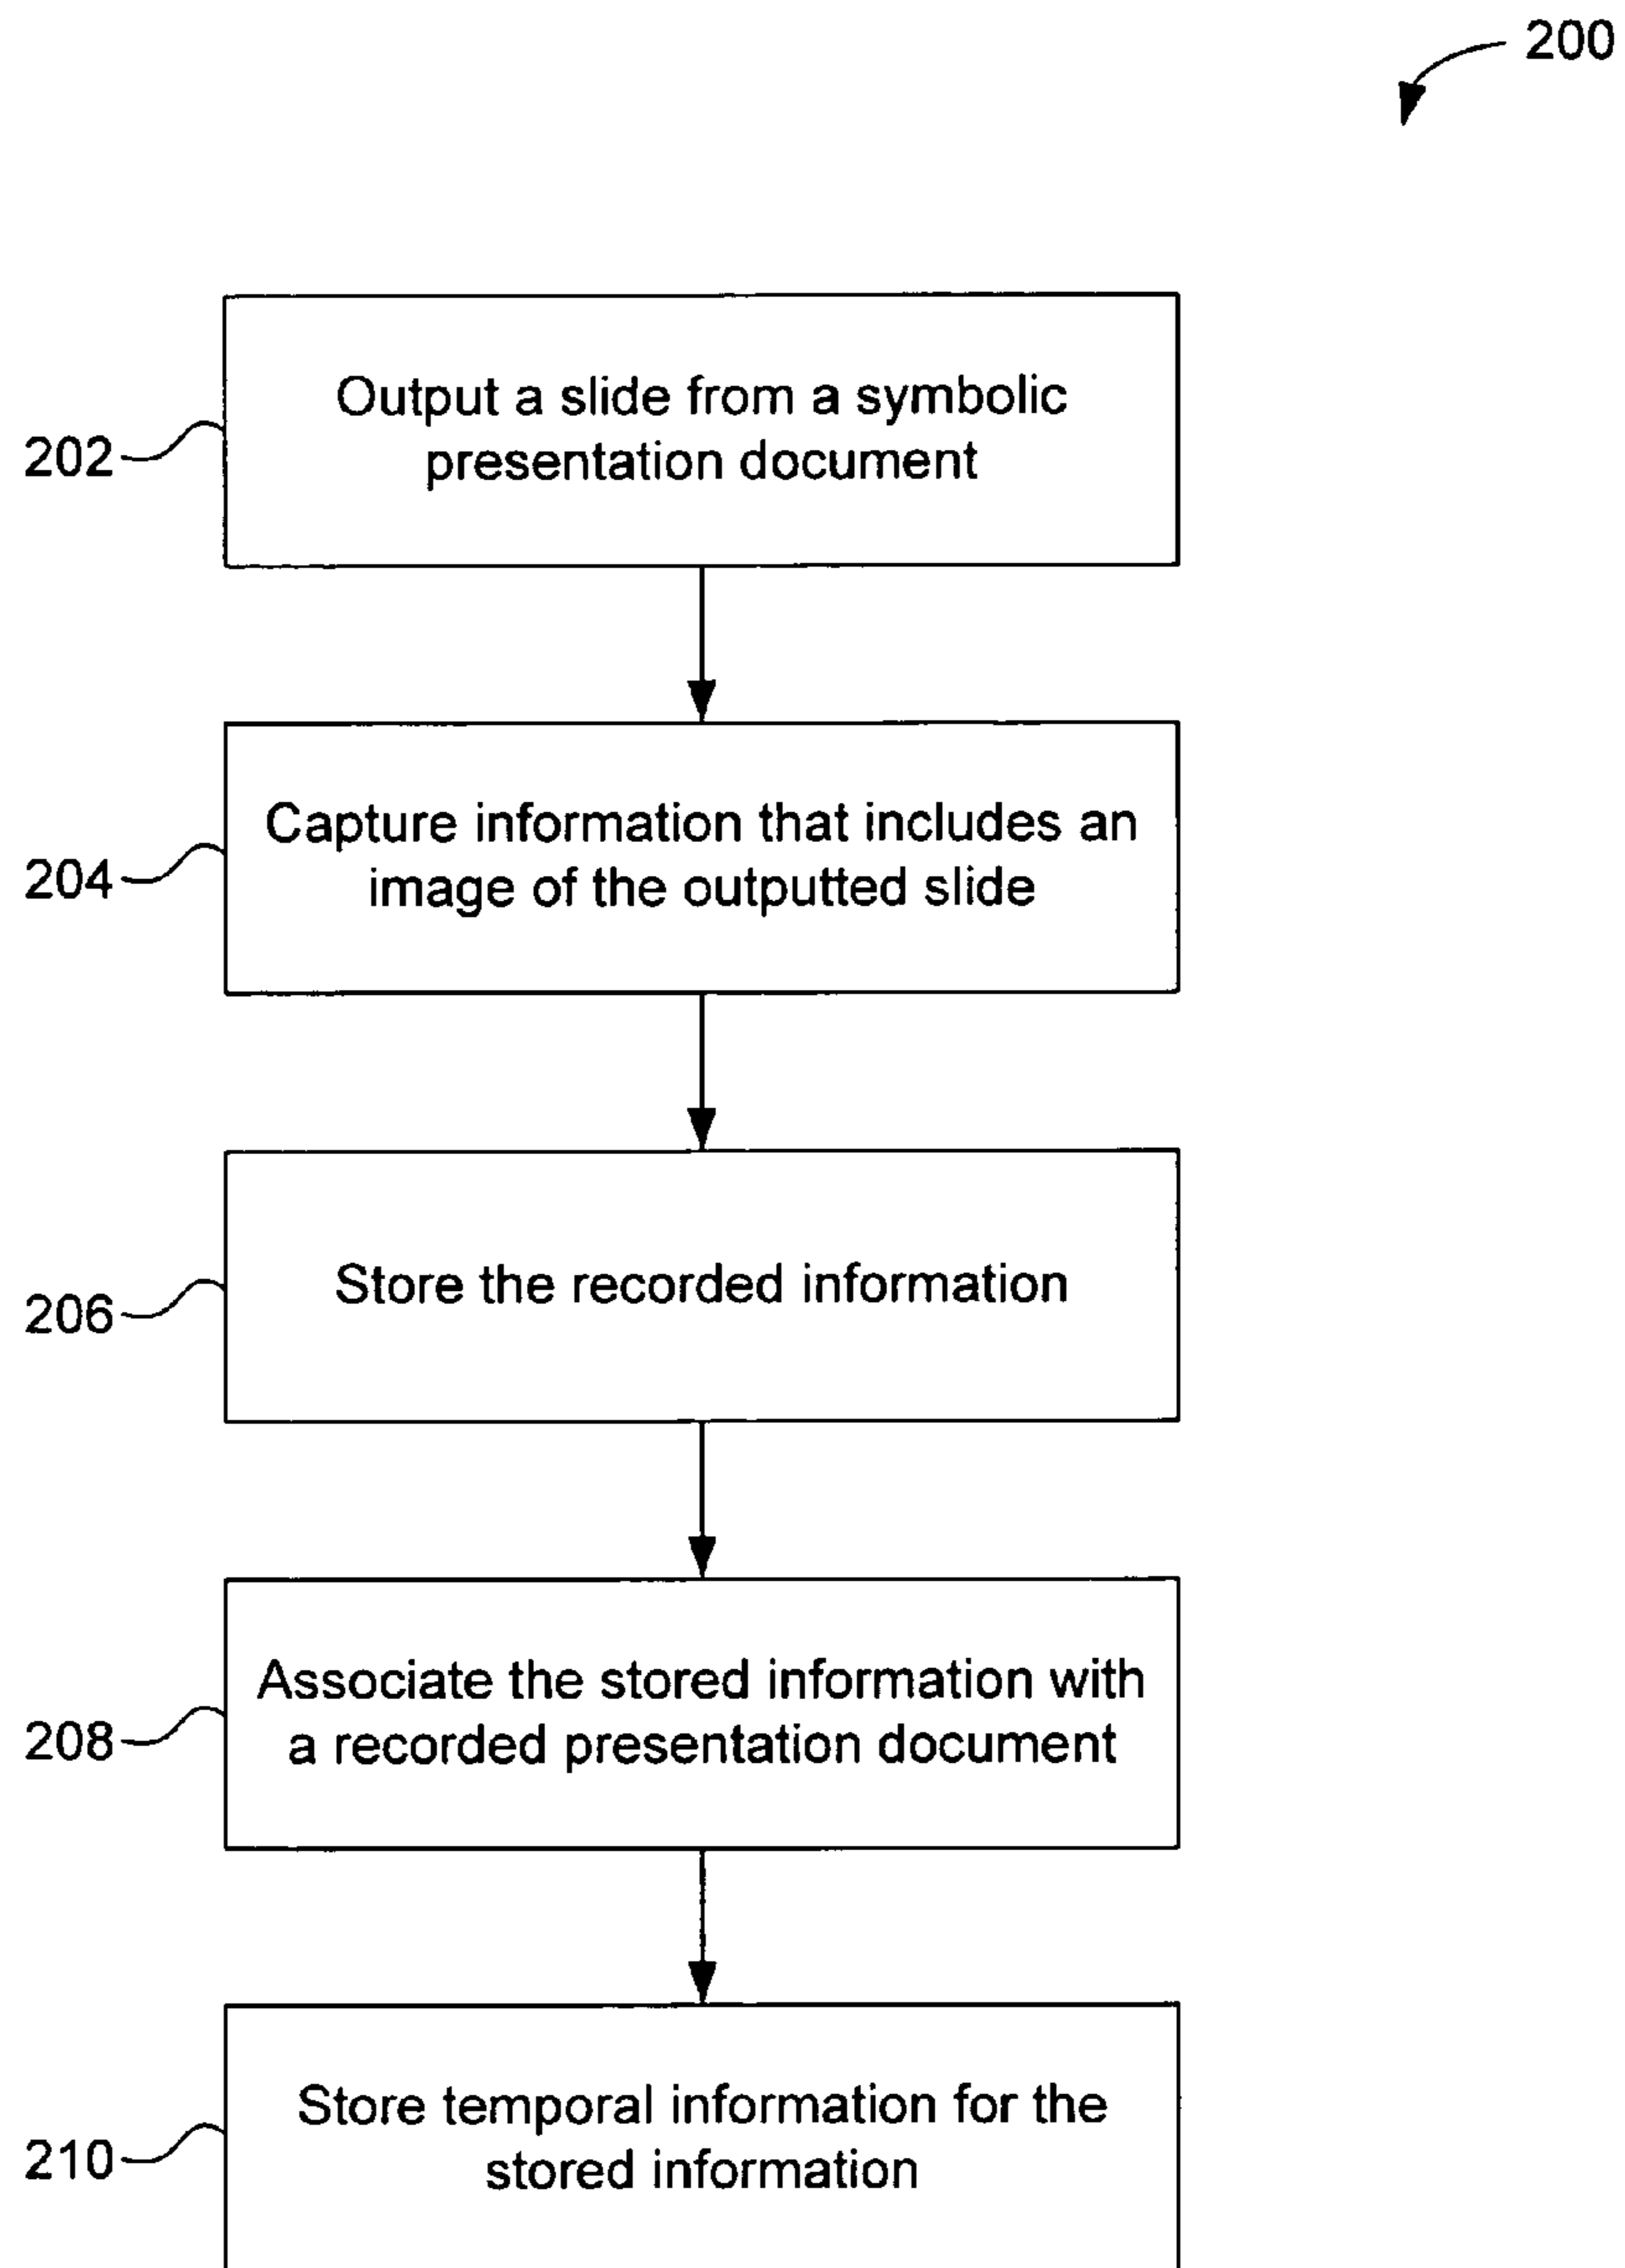 200
Output a slide from a symbolic
presentation document
202
Capture information that includes an
image of the outputted slide
204
Store the recorded information
206
Associate the stored information with
a recorded presentation document
208
Store temporal information for the
stored information
210